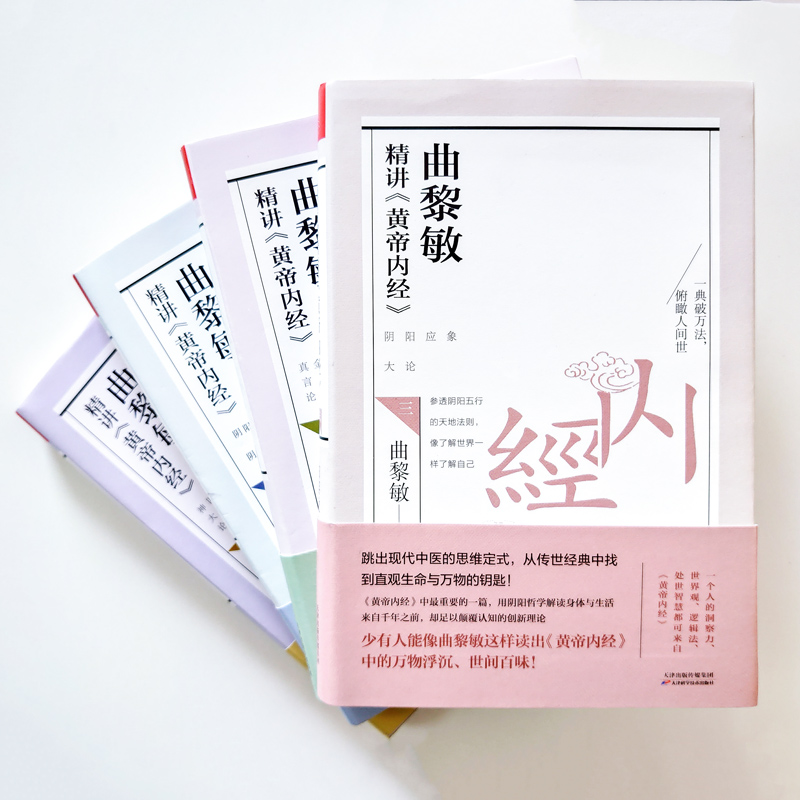 曲黎敏
精讲《黄帝内经》
阴阳应象
大论
一典破万法，
俯瞰人间世
三
参透阴阳五行
的天地法则，
像了解世界一
样了解自己
曲黎敏
内
經
跳出现代中医的思维定式，从传世经典中找
到直观生命与万物的钥匙！
《黄帝内经》中最重要的一篇，用阴阳哲学解读身体与生活
来自千年之前，却足以颠覆认知的创新理论
少有人能像曲黎敏这样读出《黄帝内经》
中的万物浮沉、世间百味！
一个人的洞察力、
世界观、逻辑法、
处世智慧都可来自
《黄帝内经》
天津出版传媒集团
天津科学技术出版社
曲黎敏
精讲《黄帝内经》
真言论
曲黎敏
精讲《黄帝内经》
阴阳
曲黎敏
精讲《黄帝内经》
大论